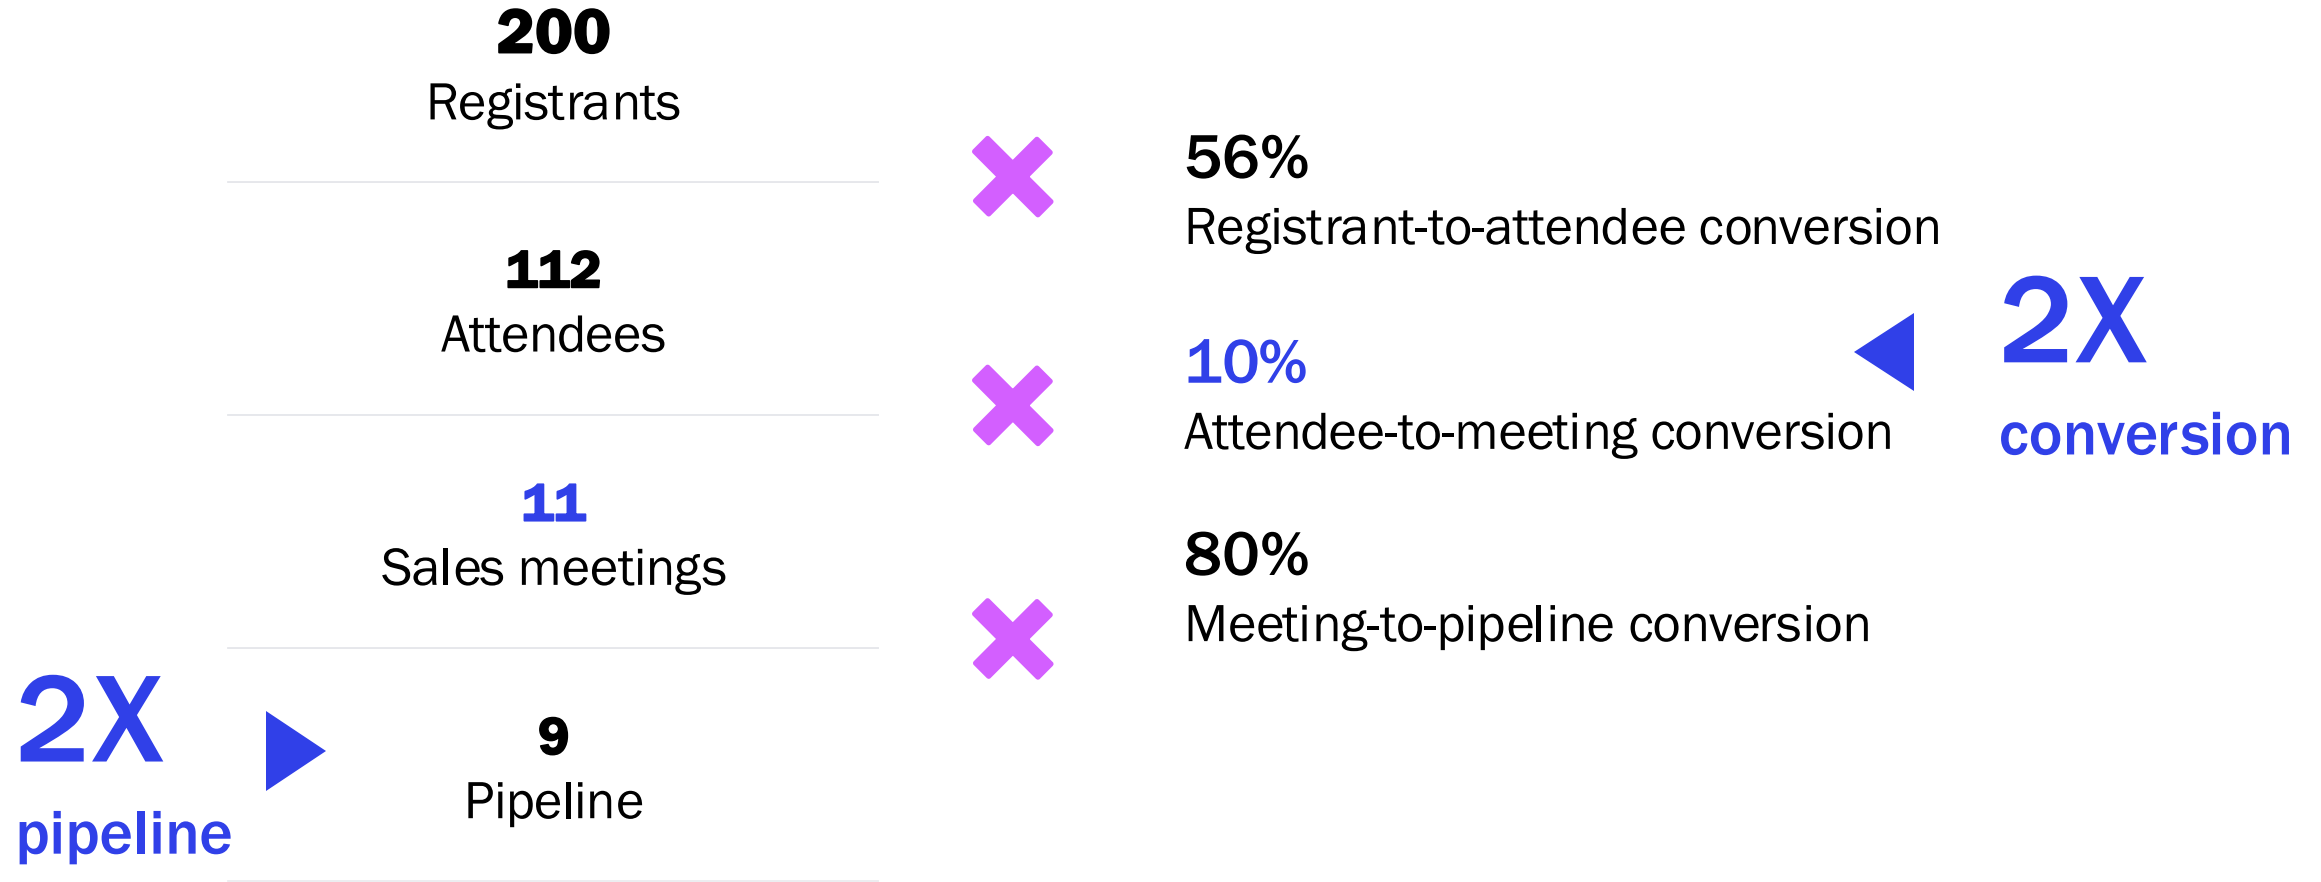 200
Registrants
56%
Registrant-to-attendee conversion
112
Attendees
10%
Attendee-to-meeting conversion
2X
conversion
11
Sales meetings
80%
Meeting-to-pipeline conversion
2X
pipeline
9
Pipeline